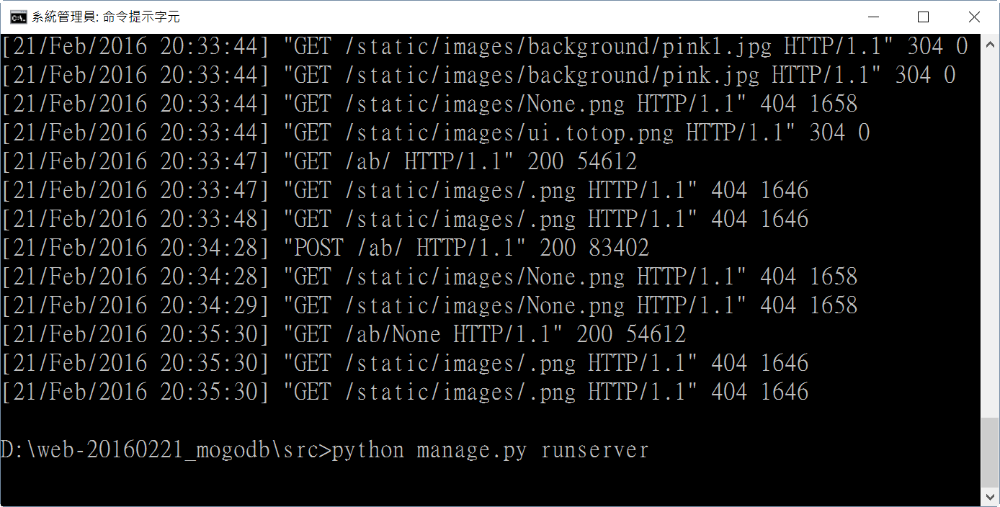 系統管理員: 命令提示字元
[21/Feb/2016 20:33:44] "GET /static/images/background/pink1.jpg HTTP/1.1" 304 0
[21/Feb/2016 20:33:44] "GET /static/images/background/pink.jpg HTTP/1.1" 304 0
[21/Feb/2016 20:33:44] "GET /static/images/None.png HTTP/1.1" 404 1658
[21/Feb/2016 20:33:44] "GET /static/images/ui.totop.png HTTP/1.1" 304 0
[21/Feb/2016 20:33:47] "GET /ab/ HTTP/1.1" 200 54612
[21/Feb/2016 20:33:47] "GET /static/images/.png HTTP/1.1" 404 1646
[21/Feb/2016 20:33:48] "GET /static/images/.png HTTP/1.1" 404 1646
[21/Feb/2016 20:34:28] "POST /ab/ HTTP/1.1" 200 83402
[21/Feb/2016 20:34:28] "GET /static/images/None.png HTTP/1.1" 404 1658
[21/Feb/2016 20:34:29] "GET /static/images/None.png HTTP/1.1" 404 1658
[21/Feb/2016 20:35:30] "GET /ab/None HTTP/1.1" 200 54612
[21/Feb/2016 20:35:30] "GET /static/images/.png HTTP/1.1" 404 1646
[21/Feb/2016 20:35:30] "GET /static/images/.png HTTP/1.1" 404 1646
D:\web-20160221_mogodb\src>python manage.py runserver